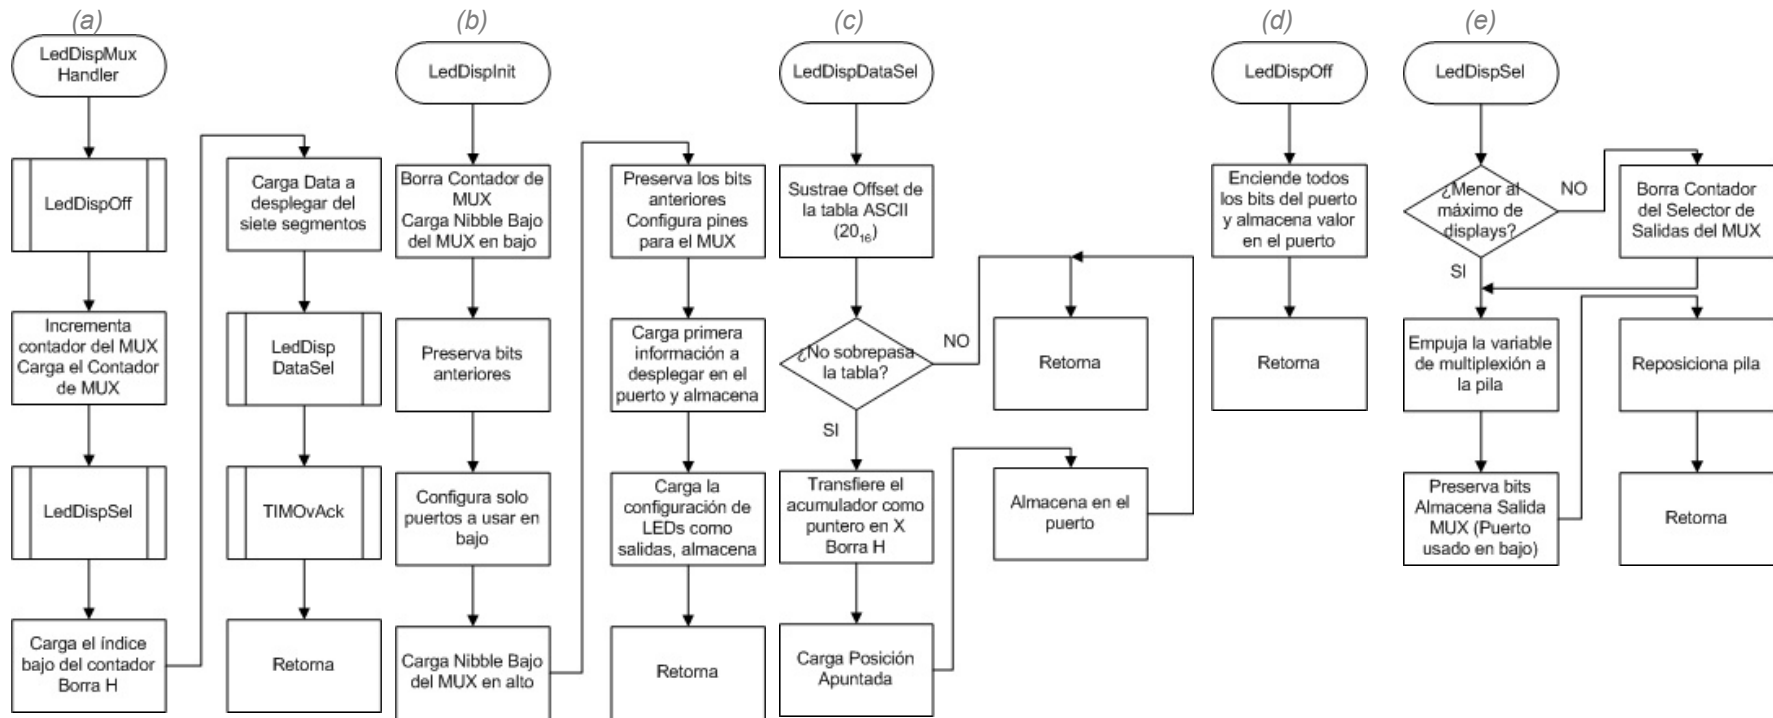 (a)
LedDispMux
Handler
LedDispOff
Incrementa
contador del MUX
Carga el Contador
de MUX
LedDispSel
Carga el índice
bajo del contador
Borra H
Carga Data a
desplegar del
siete segmentos
LedDisp
DataSel
TIMOvAck
Retorna
(b)
LedDispInit
Borra Contador de
MUX
Carga Nibble Bajo
del MUX en bajo
Preserva bits
anteriores
Configura solo
puertos a usar en
bajo
Carga Nibble Bajo
del MUX en alto
Preserva los bits
anteriores
Configura pines
para el MUX
Carga primera
información a
desplegar en el
puerto y almacena
Carga la
configuración de
LEDs como
salidas, almacena
Retorna
(c)
LedDispDataSel
Sustrae Offset de
la tabla ASCII
(20₁₆)
¿No sobrepasa
la tabla?
NO
SI
Transfiere el
acumulador como
puntero en X
Borra H
Carga Posición
Apuntada
Retorna
Almacena en el
puerto
(d)
LedDispOff
Enciende todos
los bits del puerto
y almacena valor
en el puerto
Retorna
(e)
LedDispSel
¿Menor al
máximo de
displays?
NO
SI
Borra Contador
del Selector de
Salidas del MUX
Empuja la variable
de multiplexión a
la pila
Preserva bits
Almacena Salida
MUX (Puerto
usado en bajo)
Reposiciona pila
Retorna